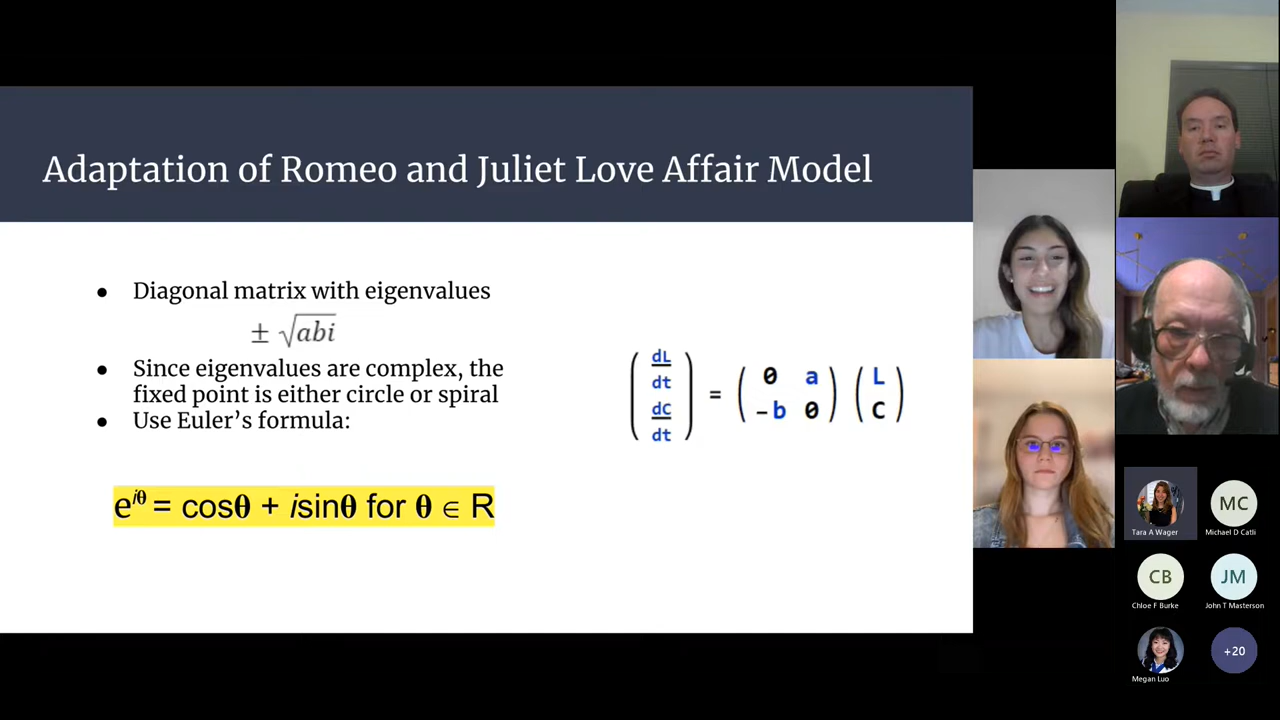 Adaptation of Romeo and Juliet Love Affair Model
● Diagonal matrix with eigenvalues
± √abi
● Since eigenvalues are complex, the
fixed point is either circle or spiral
● Use Euler's formula:
e^iθ = cosθ + isinθ for θ ∈ R
dL
dt
dC
dt
=
0 a
-b 0
L
C
Tara A Wager
MC
Michael D Catli
CB
Chloe F Burke
JM
John T Masterson
Megan Luo
+20